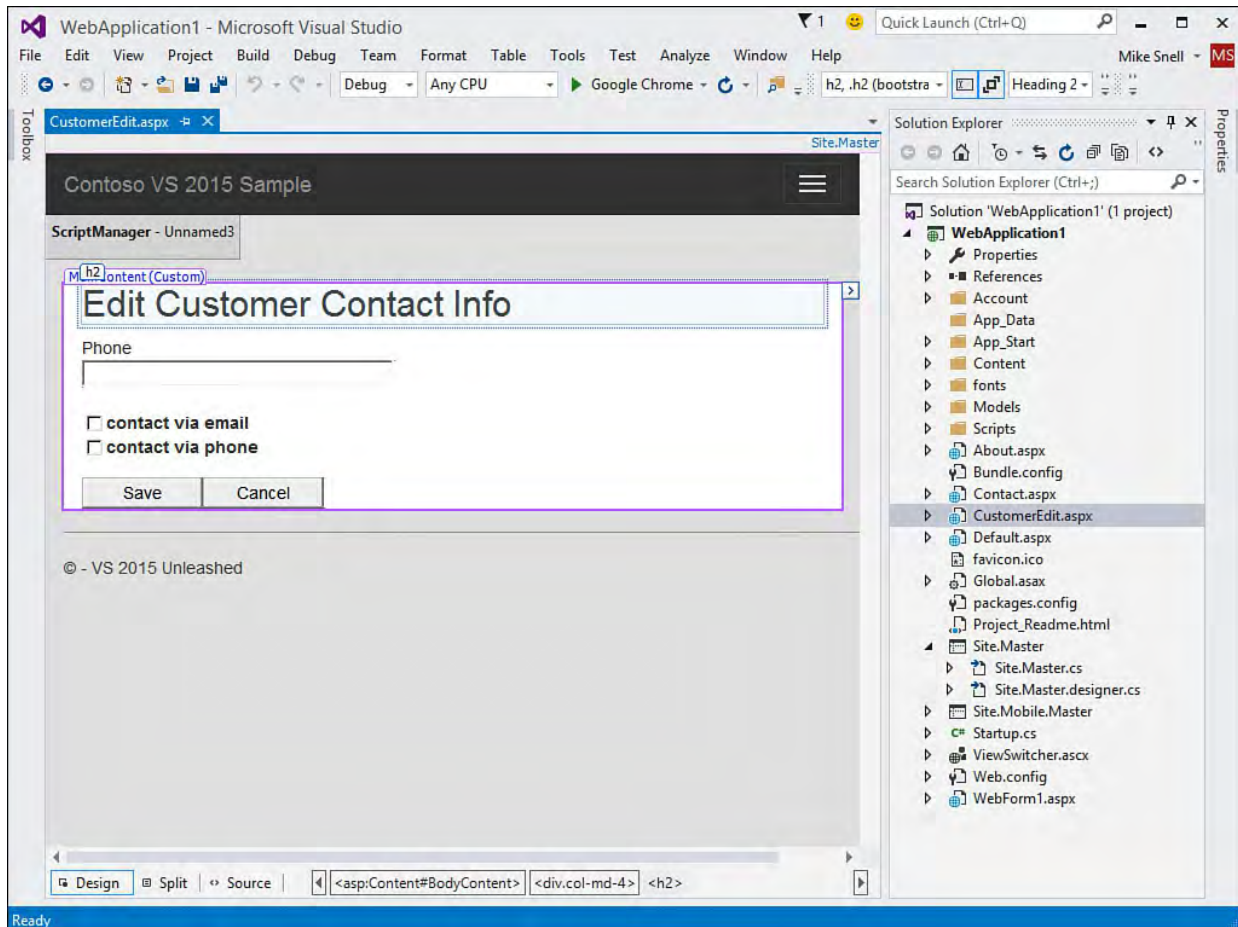 WebApplication1 - Microsoft Visual Studio
1
Quick Launch (Ctrl+Q)
File Edit View Project Build Debug Team Format Table Tools Test Analyze Window Help
Mike Snell
MS
Debug
Any CPU
Google Chrome
h2, .h2 (bootstra
Heading 2
Toolbox
CustomerEdit.aspx
Site.Master
Contoso VS 2015 Sample
ScriptManager - Unnamed3
h2
ontent (Custom)
Edit Customer Contact Info
Phone
contact via email
contact via phone
Save
Cancel
© - VS 2015 Unleashed
Design
Split
Source
<asp:Content#BodyContent>
<div.col-md-4>
<h2>
Ready
Solution Explorer
Search Solution Explorer (Ctrl+;)
Solution 'WebApplication1' (1 project)
WebApplication1
Properties
References
Account
App_Data
App_Start
Content
fonts
Models
Scripts
About.aspx
Bundle.config
Contact.aspx
CustomerEdit.aspx
Default.aspx
favicon.ico
Global.asax
packages.config
Project_Readme.html
Site.Master
Site.Master.cs
Site.Master.designer.cs
Site.Mobile.Master
C# Startup.cs
ViewSwitcher.ascx
Web.config
WebForm1.aspx
Properties